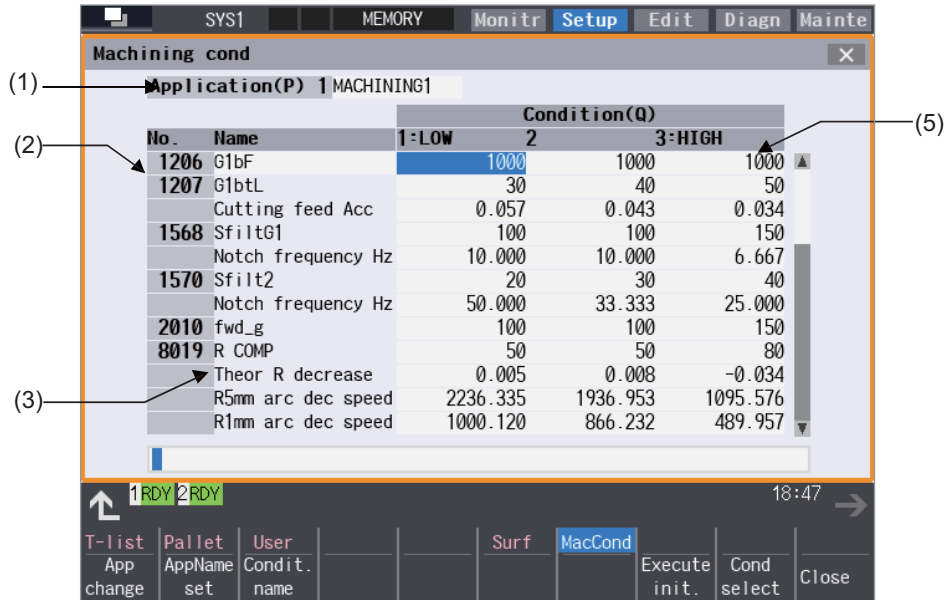 SYS1 MEMORY Monitr Setup Edit Diagn Mainte
Machining cond
(1) Application(P) 1 MACHINING1
Condition(Q) (5)
(2) No. Name 1:LOW 2 3:HIGH
1206 G1bF 1000 1000 1000
1207 G1btL 30 40 50
Cutting feed Acc 0.057 0.043 0.034
1568 SfiltG1 100 100 150
Notch frequency Hz 10.000 10.000 6.667
1570 Sfilt2 20 30 40
Notch frequency Hz 50.000 33.333 25.000
2010 fwd_g 100 100 150
8019 R COMP 50 50 80
Theor R decrease 0.005 0.008 -0.034
(3) R5mm arc dec speed 2236.335 1936.953 1095.576
R1mm arc dec speed 1000.120 866.232 489.957
1 RDY 2 RDY 18:47
T-list Pallet User Surf MacCond
App AppName Condit. Execute Cond Close
change set name init. select